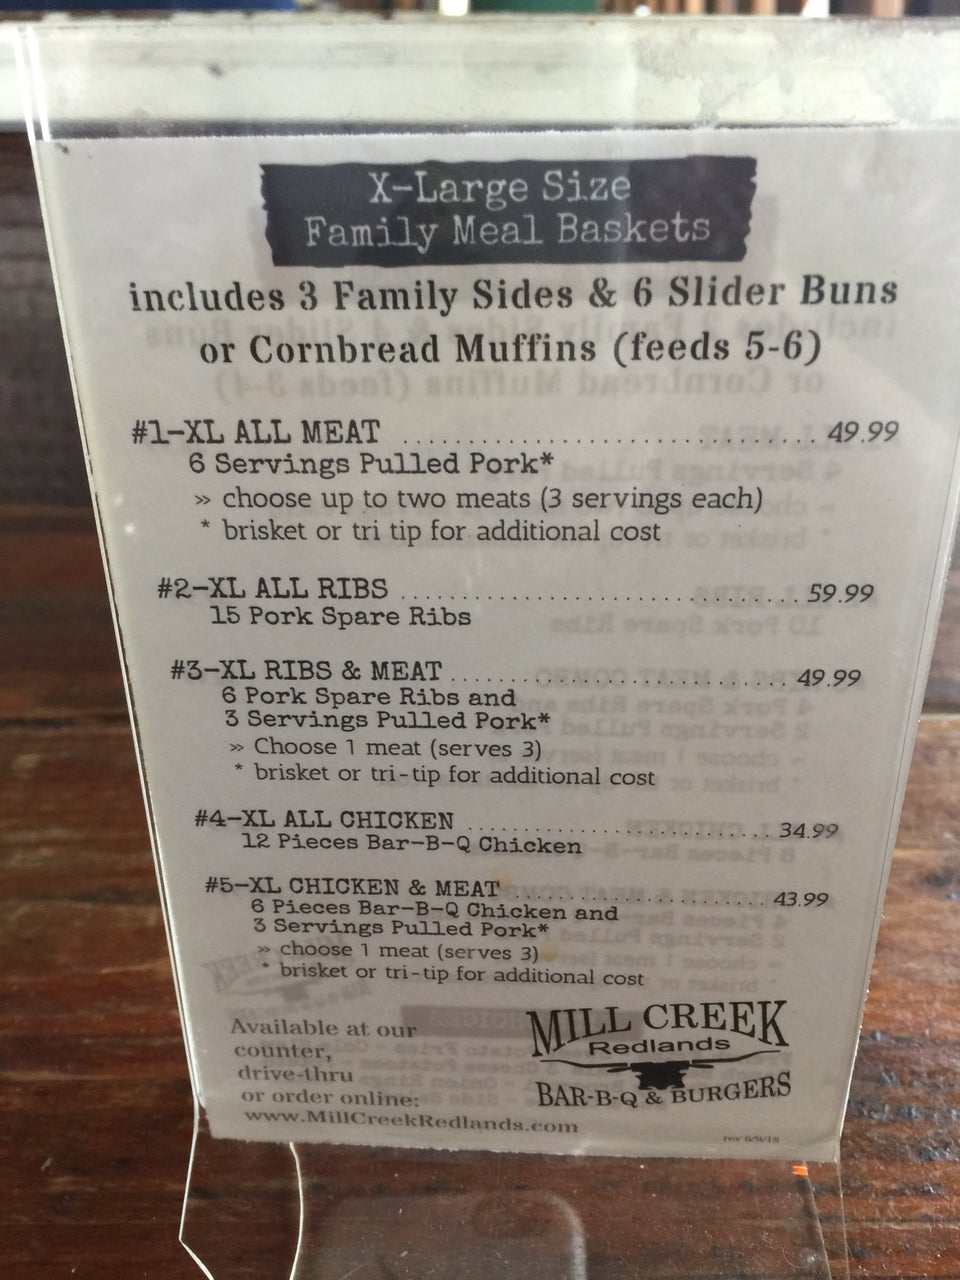 X-Large Size
Family Meal Baskets
includes 3 Family Sides & 6 Slider Buns
or Cornbread Muffins (feeds 5-6)
#1-XL ALL MEAT ................................ 49.99
6 Servings Pulled Pork*
» choose up to two meats (3 servings each)
* brisket or tri tip for additional cost
#2-XL ALL RIBS ................................ 59.99
15 Pork Spare Ribs
#3-XL RIBS & MEAT ................................ 49.99
6 Pork Spare Ribs and
3 Servings Pulled Pork*
» Choose 1 meat (serves 3)
* brisket or tri-tip for additional cost
#4-XL ALL CHICKEN ................................ 34.99
12 Pieces Bar-B-Q Chicken
#5-XL CHICKEN & MEAT ................................ 43.99
6 Pieces Bar-B-Q Chicken and
3 Servings Pulled Pork*
» choose 1 meat (serves 3)
* brisket or tri-tip for additional cost
Available at our
counter,
drive-thru
or order online:
www.MillCreekRedlands.com
MILL CREEK
Redlands
BAR-B-Q & BURGERS